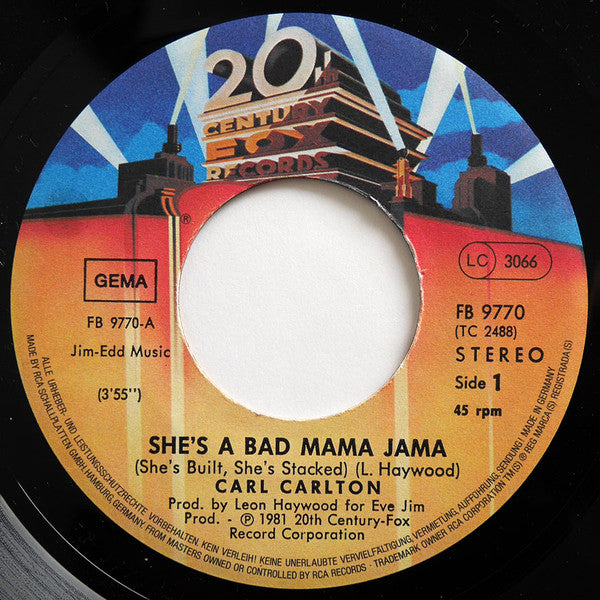 20th
CENTURY
FOX
RECORDS
®
GEMA
LC 3066
FB 9770-A
FB 9770
(TC 2488)
Jim-Edd Music
STEREO
(3'55'')
Side 1
45 rpm
SHE'S A BAD MAMA JAMA
(She's Built, She's Stacked) (L. Haywood)
CARL CARLTON
Prod. by Leon Haywood for Eve Jim
Prod. - ℗ 1981 20th Century-Fox
Record Corporation
ALLE URHEBER- UND LEISTUNGSSCHUTZRECHTE VORBEHALTEN. KEIN VERLEIH! KEINE UNERLAUBTE VERVIELFÄLTIGUNG, VERMIETUNG, AUFFÜHRUNG, SENDUNG! MADE IN GERMANY
MADE BY RCA SCHALLPLATTEN GMBH, HAMBURG, GERMANY FROM MASTERS OWNED OR CONTROLLED BY RCA RECORDS - TRADEMARK OWNER RCA CORPORATION TM(S) ® REG. MARCA(S) REGISTRADA(S)